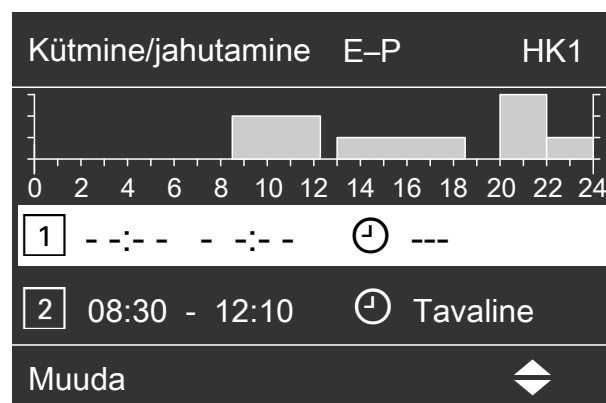 Kütmine/jahutamine E–P HK1
0 2 4 6 8 10 12 14 16 18 20 22 24
1 - -:- - - -:- - ---
2 08:30 - 12:10 Tavaline
Muuda